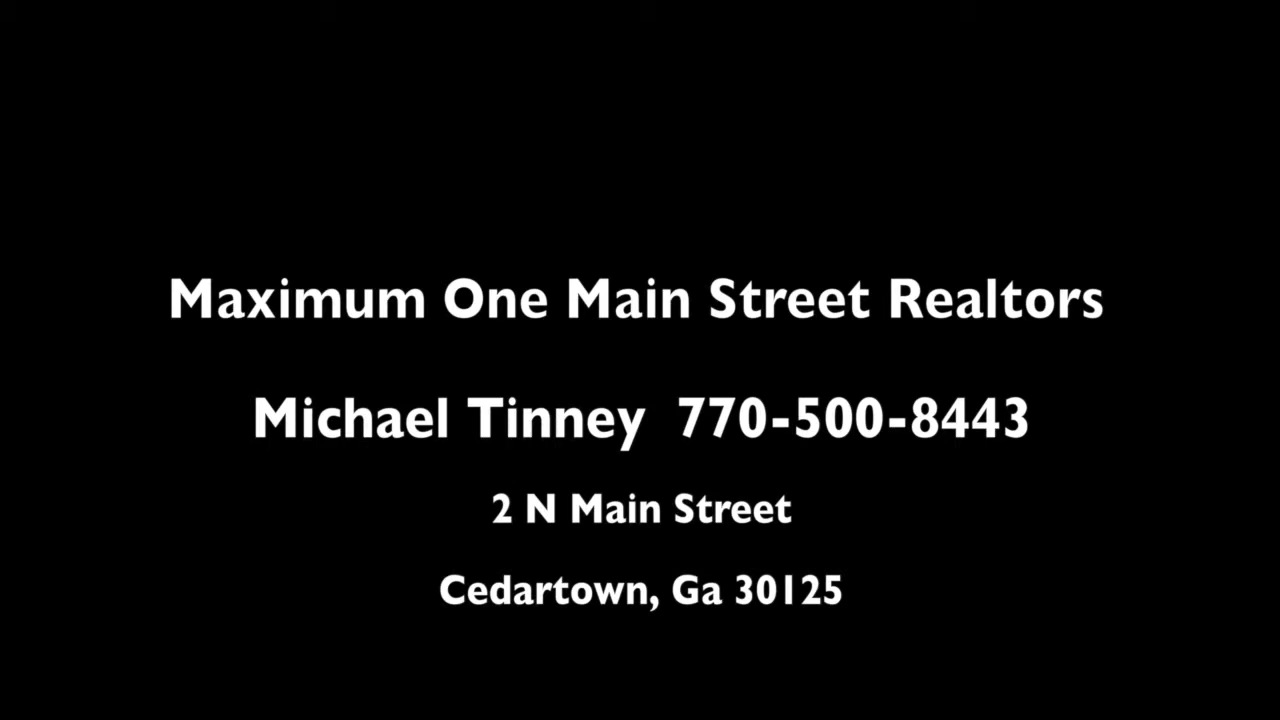 Maximum One Main Street Realtors
Michael Tinney 770-500-8443
2 N Main Street
Cedartown, Ga 30125